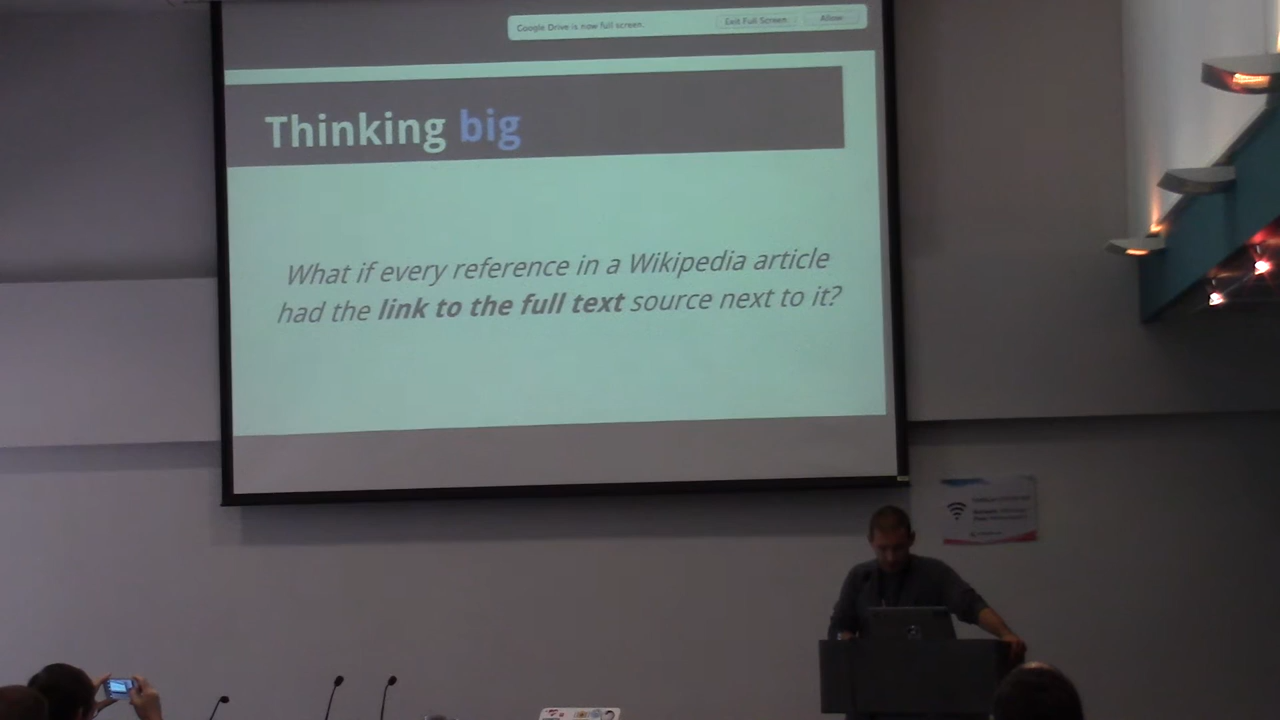 Google Drive is now full screen.
Exit Full Screen
Allow
Thinking big
What if every reference in a Wikipedia article
had the link to the full text source next to it?